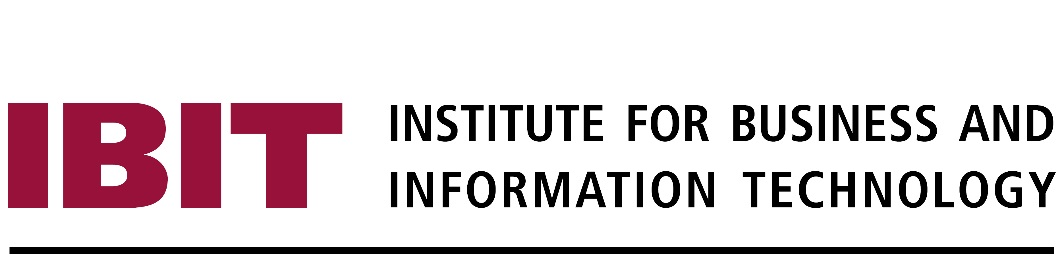 IBIT
INSTITUTE FOR BUSINESS AND
INFORMATION TECHNOLOGY